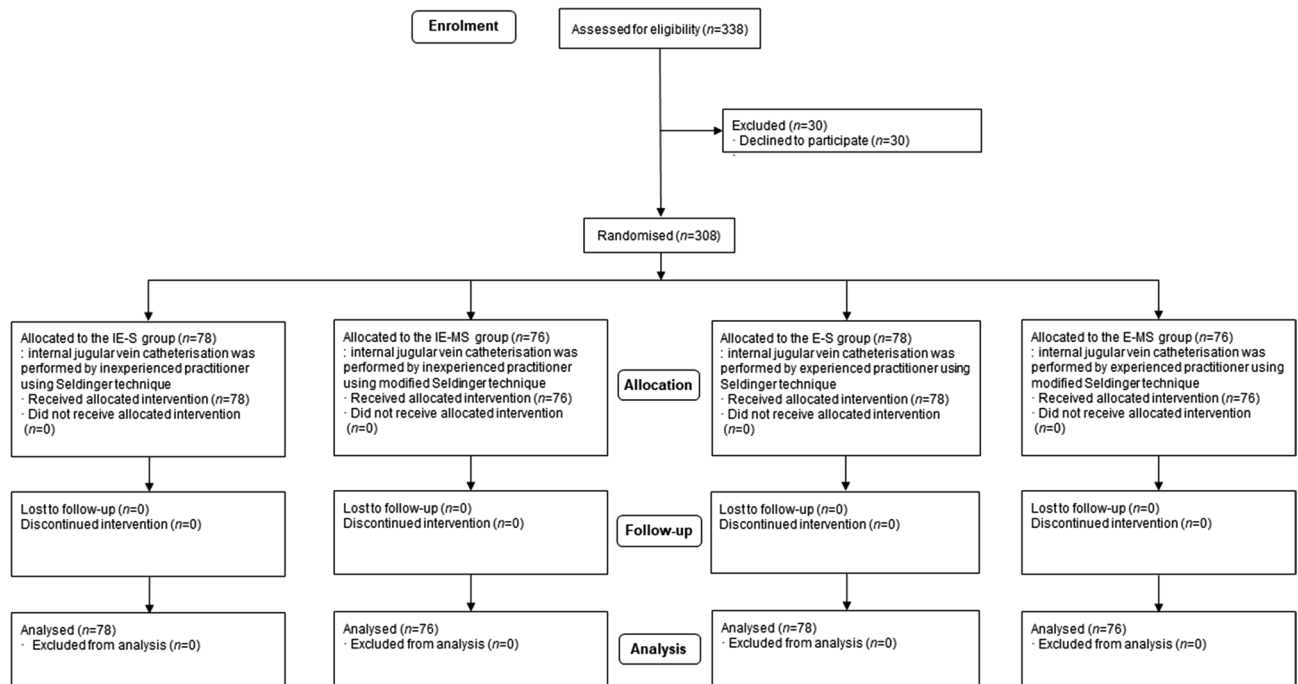 Enrolment
Assessed for eligibility (n=338)
Excluded (n=30)
· Declined to participate (n=30)
·
Randomised (n=308)
Allocated to the IE-S group (n=78)
: internal jugular vein catheterisation was
performed by inexperienced practitioner
using Seldinger technique
· Received allocated intervention (n=78)
· Did not receive allocated intervention
(n=0)
Allocated to the IE-MS group (n=76)
: internal jugular vein catheterisation was
performed by inexperienced practitioner
using modified Seldinger technique
· Received allocated intervention (n=76)
· Did not receive allocated intervention
(n=0)
Allocation
Allocated to the E-S group (n=78)
: internal jugular vein catheterisation was
performed by experienced practitioner using
Seldinger technique
· Received allocated intervention (n=78)
· Did not receive allocated intervention
(n=0)
Allocated to the E-MS group (n=76)
: internal jugular vein catheterisation was
performed by experienced practitioner using
modified Seldinger technique
· Received allocated intervention (n=76)
· Did not receive allocated intervention
(n=0)
Lost to follow-up (n=0)
Discontinued intervention (n=0)
Lost to follow-up (n=0)
Discontinued intervention (n=0)
Follow-up
Lost to follow-up (n=0)
Discontinued intervention (n=0)
Lost to follow-up (n=0)
Discontinued intervention (n=0)
Analysed (n=78)
· Excluded from analysis (n=0)
Analysed (n=76)
· Excluded from analysis (n=0)
Analysis
Analysed (n=78)
· Excluded from analysis (n=0)
Analysed (n=76)
· Excluded from analysis (n=0)